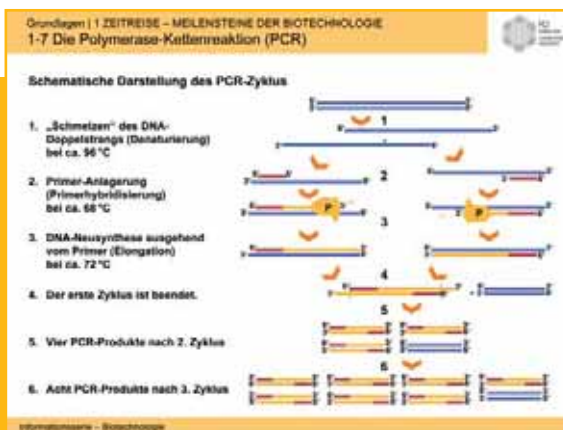 Grundlagen | 1 ZEITREISE – MEILENSTEINE DER BIOTECHNOLOGIE
1-7 Die Polymerase-Kettenreaktion (PCR)
Schematische Darstellung des PCR-Zyklus
1. „Schmelzen“ des DNA-
Doppelstrangs (Denaturierung)
bei ca. 96 °C
2. Primer-Anlagerung
(Primerhybridisierung)
bei ca. 68 °C
3. DNA-Neusynthese ausgehend
vom Primer (Elongation)
bei ca. 72 °C
4. Der erste Zyklus ist beendet.
5. Vier PCR-Produkte nach 2. Zyklus
6. Acht PCR-Produkte nach 3. Zyklus
1
2
P
P
3
4
5
6
Informationsserie – Biotechnologie